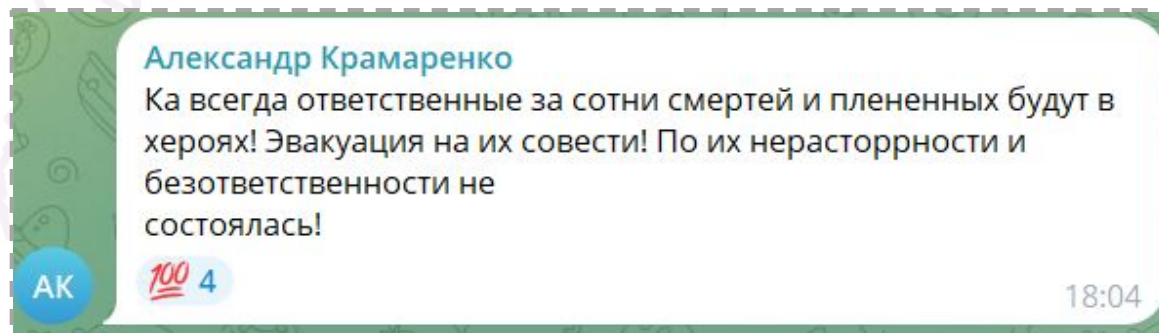 Александр Крамаренко
Ка всегда ответственные за сотни смертей и плененных будут в
хероях! Эвакуация на их совести! По их нерасторрности и
безответственности не
состоялась!
💯 4
18:04
АК